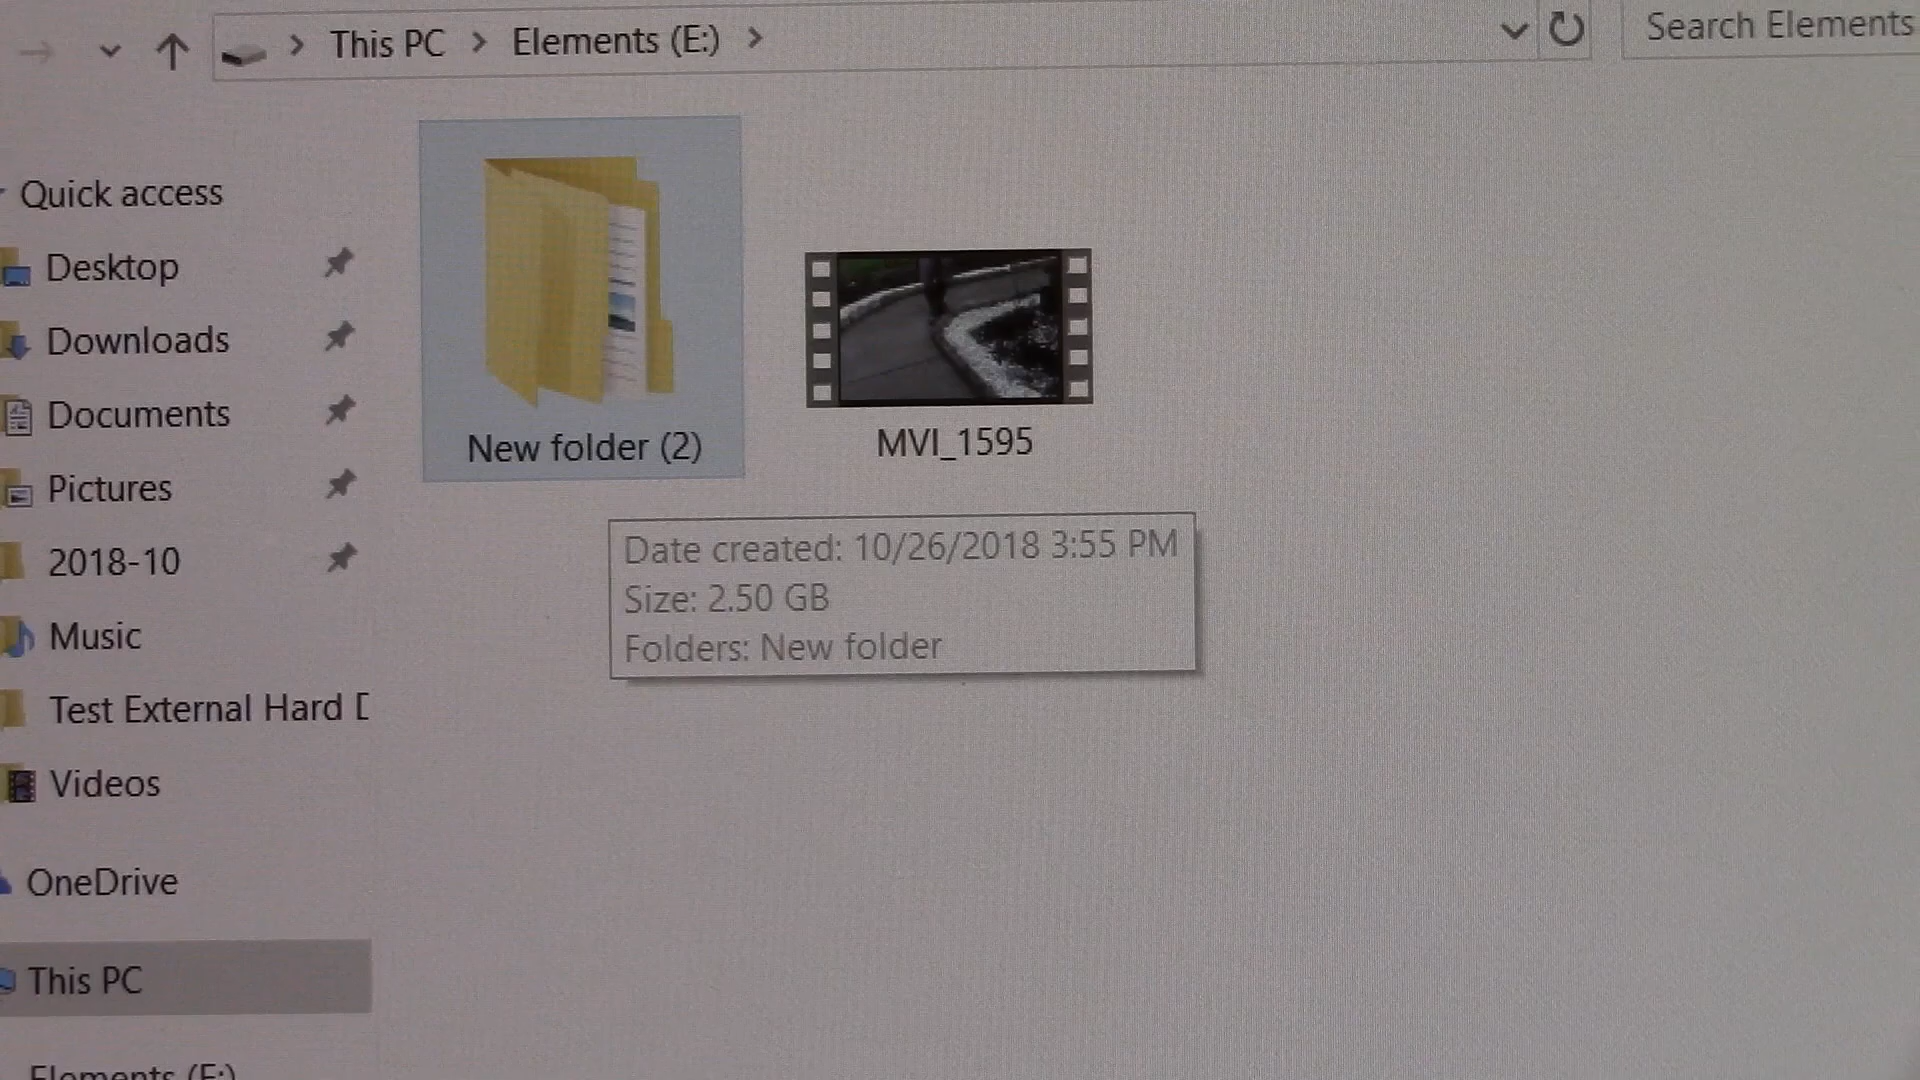 This PC > Elements (E:) >
Search Elements
Quick access
Desktop
Downloads
Documents
Pictures
2018-10
Music
Test External Hard D
Videos
OneDrive
This PC
Elements (E:)
New folder (2)
MVI_1595
Date created: 10/26/2018 3:55 PM
Size: 2.50 GB
Folders: New folder